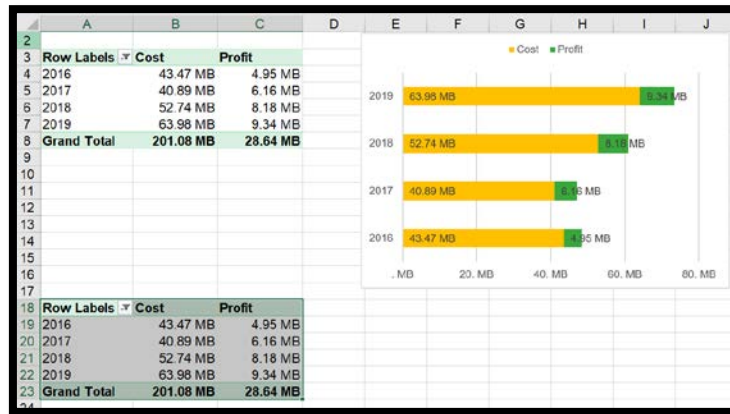 A B C D E F G H I J
2
3 Row Labels Cost Profit
4 2016 43.47 MB 4.95 MB
5 2017 40.89 MB 6.16 MB
6 2018 52.74 MB 8.18 MB
7 2019 63.98 MB 9.34 MB
8 Grand Total 201.08 MB 28.64 MB
9
10
11
12
13
14
15
16
17
18 Row Labels Cost Profit
19 2016 43.47 MB 4.95 MB
20 2017 40.89 MB 6.16 MB
21 2018 52.74 MB 8.18 MB
22 2019 63.98 MB 9.34 MB
23 Grand Total 201.08 MB 28.64 MB
24
Cost Profit
2019 63.98 MB 9.34 MB
2018 52.74 MB 8.18 MB
2017 40.89 MB 6.16 MB
2016 43.47 MB 4.95 MB
. MB 20. MB 40. MB 60. MB 80. MB